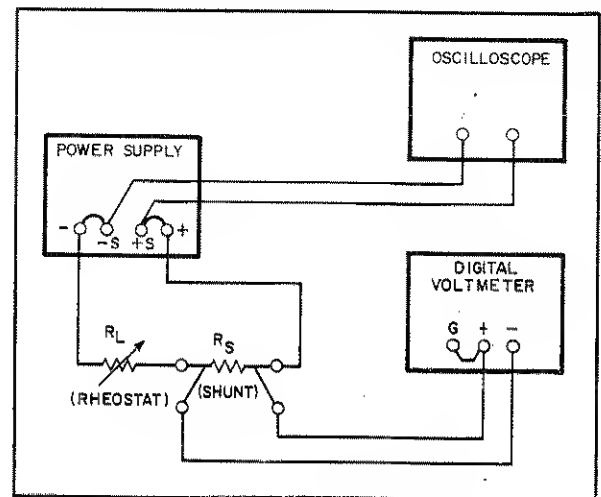 OSCILLOSCOPE
POWER SUPPLY
- -S +S +
DIGITAL
VOLTMETER
G + -
RL
RS
(RHEOSTAT)
(SHUNT)